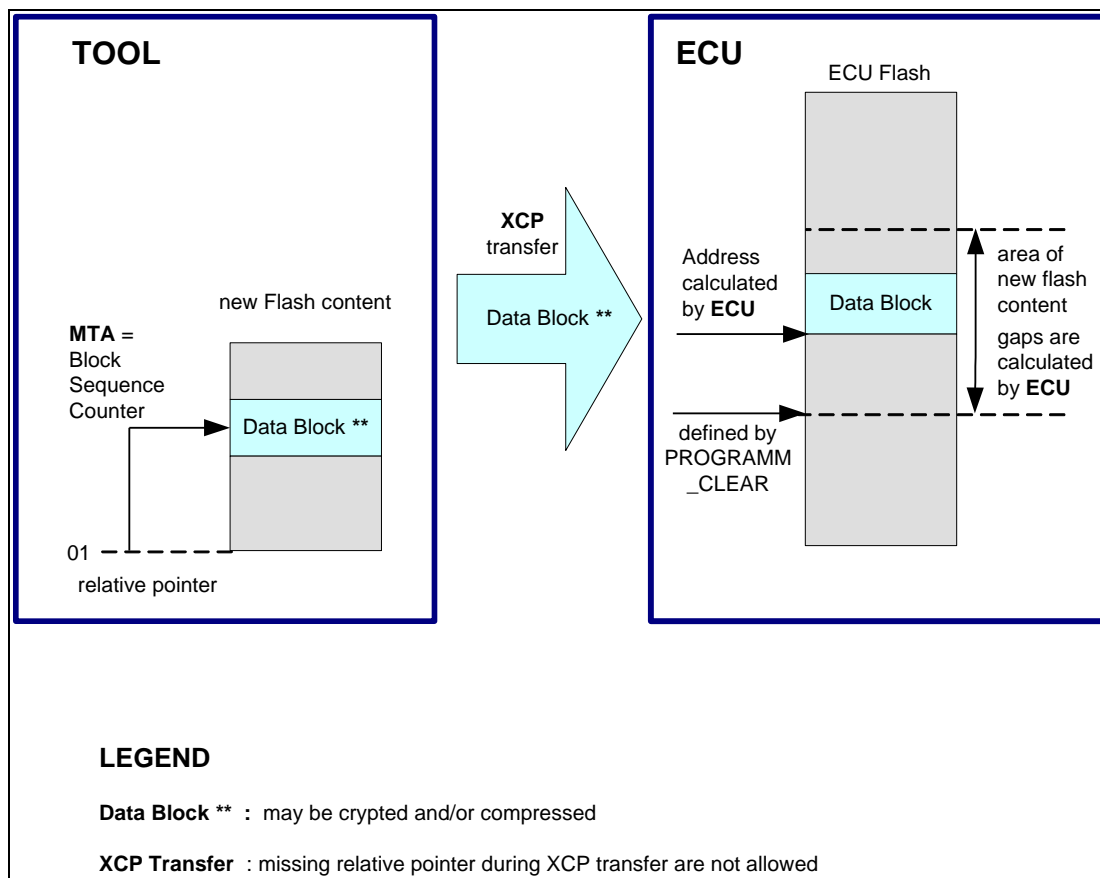 TOOL
new Flash content
MTA =
Block
Sequence
Counter
Data Block **
01
relative pointer
XCP
transfer
Data Block **
ECU
ECU Flash
Address
calculated
by ECU
Data Block
area of
new flash
content
gaps are
calculated
by ECU
defined by
PROGRAMM
_CLEAR
LEGEND
Data Block ** : may be crypted and/or compressed
XCP Transfer : missing relative pointer during XCP transfer are not allowed